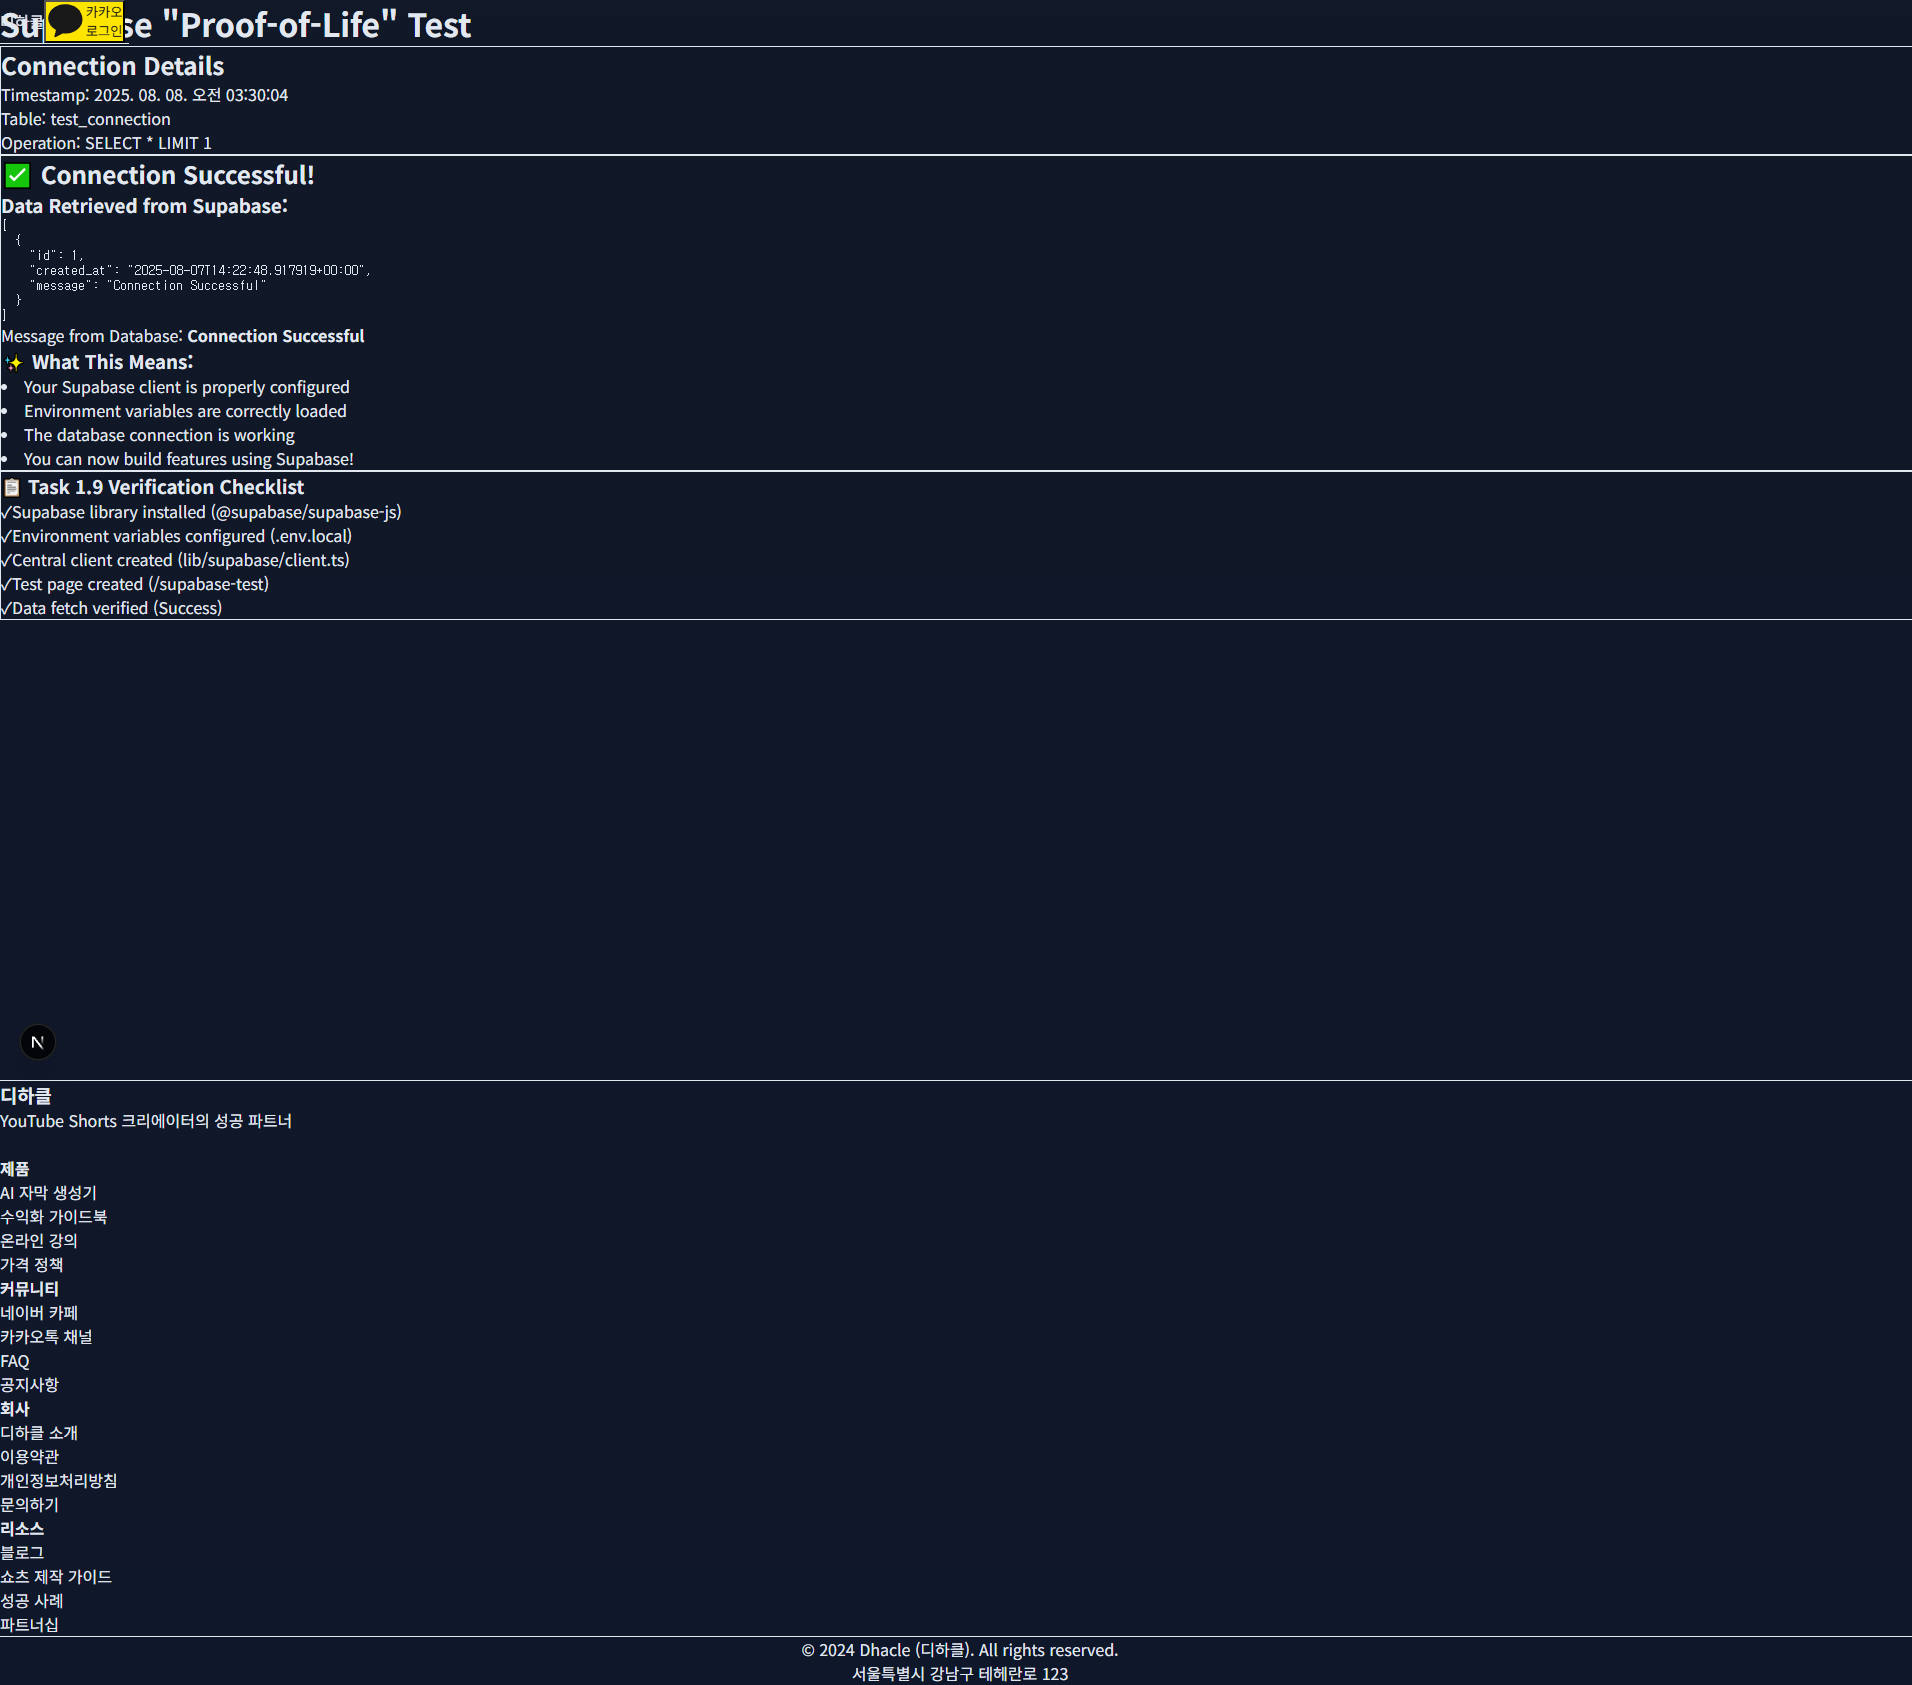 디하클
카카오
로그인
Su se "Proof-of-Life" Test
Connection Details
Timestamp: 2025. 08. 08. 오전 03:30:04
Table: test_connection
Operation: SELECT * LIMIT 1
✅ Connection Successful!
Data Retrieved from Supabase:
[
  {
    "id": 1,
    "created_at": "2025-08-07T14:22:48.917919+00:00",
    "message": "Connection Successful"
  }
]
Message from Database: Connection Successful
✨ What This Means:
• Your Supabase client is properly configured
• Environment variables are correctly loaded
• The database connection is working
• You can now build features using Supabase!
📋 Task 1.9 Verification Checklist
✓Supabase library installed (@supabase/supabase-js)
✓Environment variables configured (.env.local)
✓Central client created (lib/supabase/client.ts)
✓Test page created (/supabase-test)
✓Data fetch verified (Success)
N
디하클
YouTube Shorts 크리에이터의 성공 파트너
제품
AI 자막 생성기
수익화 가이드북
온라인 강의
가격 정책
커뮤니티
네이버 카페
카카오톡 채널
FAQ
공지사항
회사
디하클 소개
이용약관
개인정보처리방침
문의하기
리소스
블로그
쇼츠 제작 가이드
성공 사례
파트너십
© 2024 Dhacle (디하클). All rights reserved.
서울특별시 강남구 테헤란로 123